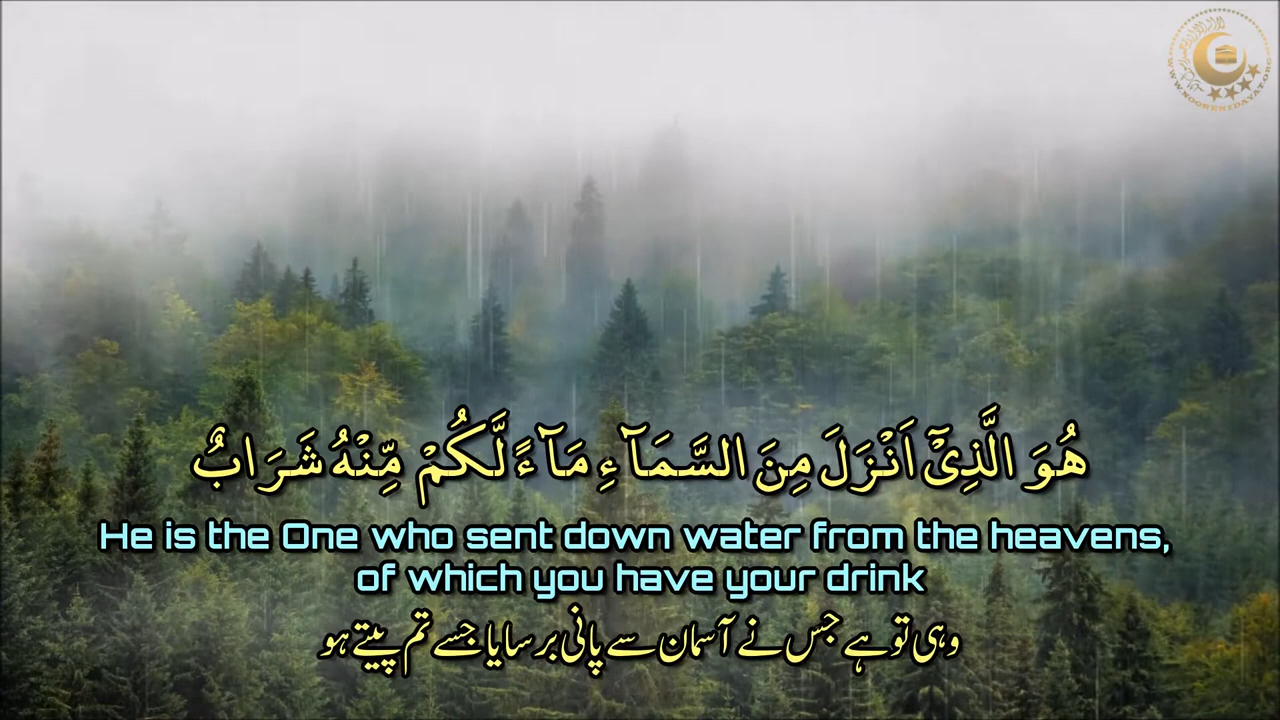 هُوَ الَّذِیْۤ اَنْزَلَ مِنَ السَّمَآءِ مَآءً لَّكُمْ مِّنْهُ شَرَابٌ
He is the One who sent down water from the heavens,
of which you have your drink
وہی تو ہے جس نے آسمان سے پانی برسایا جسے تم پیتے ہو